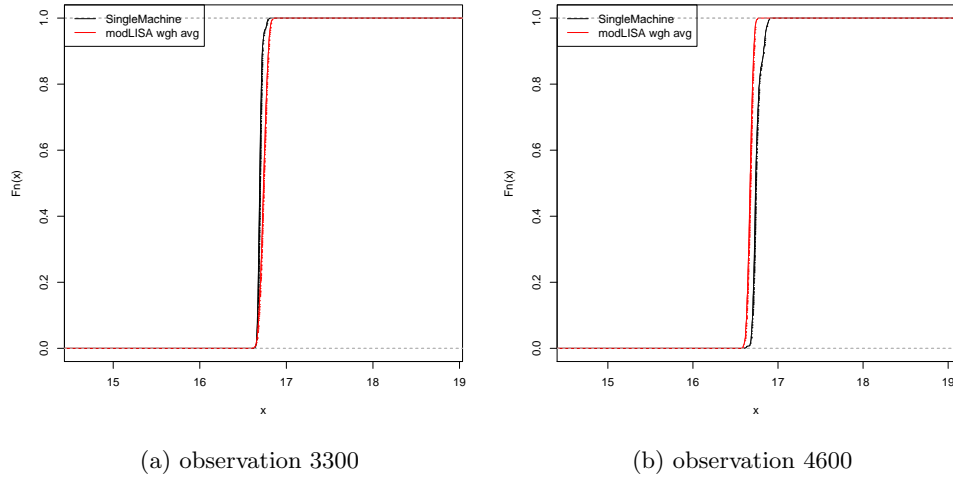 SingleMachine
modLISA wgh avg
1.0
0.8
0.6
0.4
0.2
0.0
Fn(x)
15 16 17 18 19
x
(a) observation 3300
SingleMachine
modLISA wgh avg
1.0
0.8
0.6
0.4
0.2
0.0
Fn(x)
15 16 17 18 19
x
(b) observation 4600